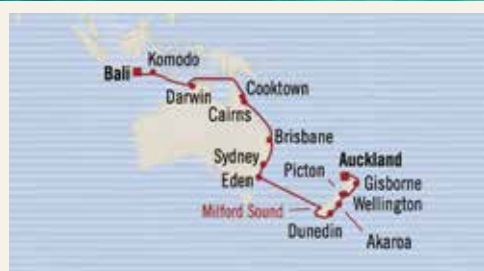 Komodo
Bali
Darwin
Cooktown
Cairns
Brisbane
Sydney
Auckland
Picton
Eden
Gisborne
Wellington
Milford Sound
Dunedin
Akaroa